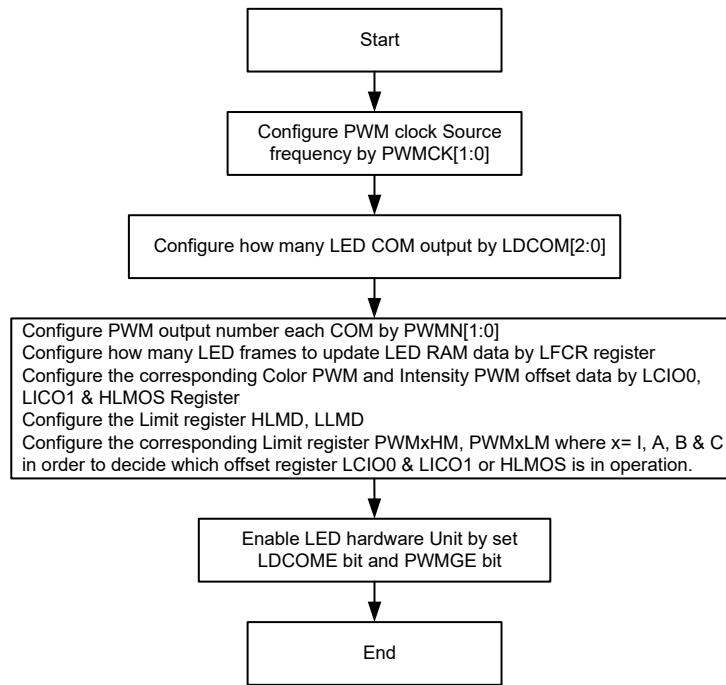 Start
Configure PWM clock Source
frequency by PWMCK[1:0]
Configure how many LED COM output by LDCOM[2:0]
Configure PWM output number each COM by PWMN[1:0]
Configure how many LED frames to update LED RAM data by LFCR register
Configure the corresponding Color PWM and Intensity PWM offset data by LCIO0,
LICO1 & HLMOS Register
Configure the Limit register HLMD, LLMD
Configure the corresponding Limit register PWMxHM, PWMxLM where x= I, A, B & C
in order to decide which offset register LCIO0 & LICO1 or HLMOS is in operation.
Enable LED hardware Unit by set
LDCOME bit and PWMGE bit
End